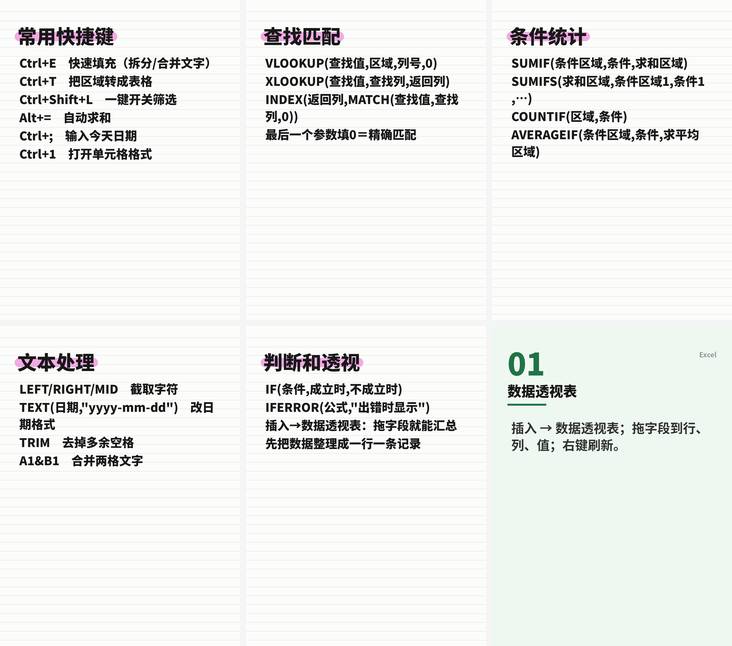 常用快捷键
Ctrl+E　快速填充（拆分/合并文字）
Ctrl+T　把区域转成表格
Ctrl+Shift+L　一键开关筛选
Alt+=　自动求和
Ctrl+;　输入今天日期
Ctrl+1　打开单元格格式
查找匹配
VLOOKUP(查找值,区域,列号,0)
XLOOKUP(查找值,查找列,返回列)
INDEX(返回列,MATCH(查找值,查找
列,0))
最后一个参数填0＝精确匹配
条件统计
SUMIF(条件区域,条件,求和区域)
SUMIFS(求和区域,条件区域1,条件1
,…)
COUNTIF(区域,条件)
AVERAGEIF(条件区域,条件,求平均
区域)
文本处理
LEFT/RIGHT/MID　截取字符
TEXT(日期,"yyyy-mm-dd")　改日
期格式
TRIM　去掉多余空格
A1&B1　合并两格文字
判断和透视
IF(条件,成立时,不成立时)
IFERROR(公式,"出错时显示")
插入→数据透视表：拖字段就能汇总
先把数据整理成一行一条记录
01
Excel
数据透视表
插入 → 数据透视表；拖字段到行、
列、值；右键刷新。